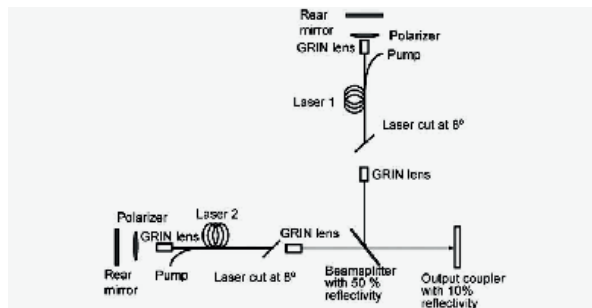 Rear
mirror
Polarizer
GRIN lens
Pump
Laser 1
Laser cut at 8º
GRIN lens
Polarizer
Laser 2
GRIN lens
GRIN lens
Rear
mirror
Pump
Laser cut at 8º
Beamsplitter
with 50 %
reflectivity
Output coupler
with 10%
reflectivity